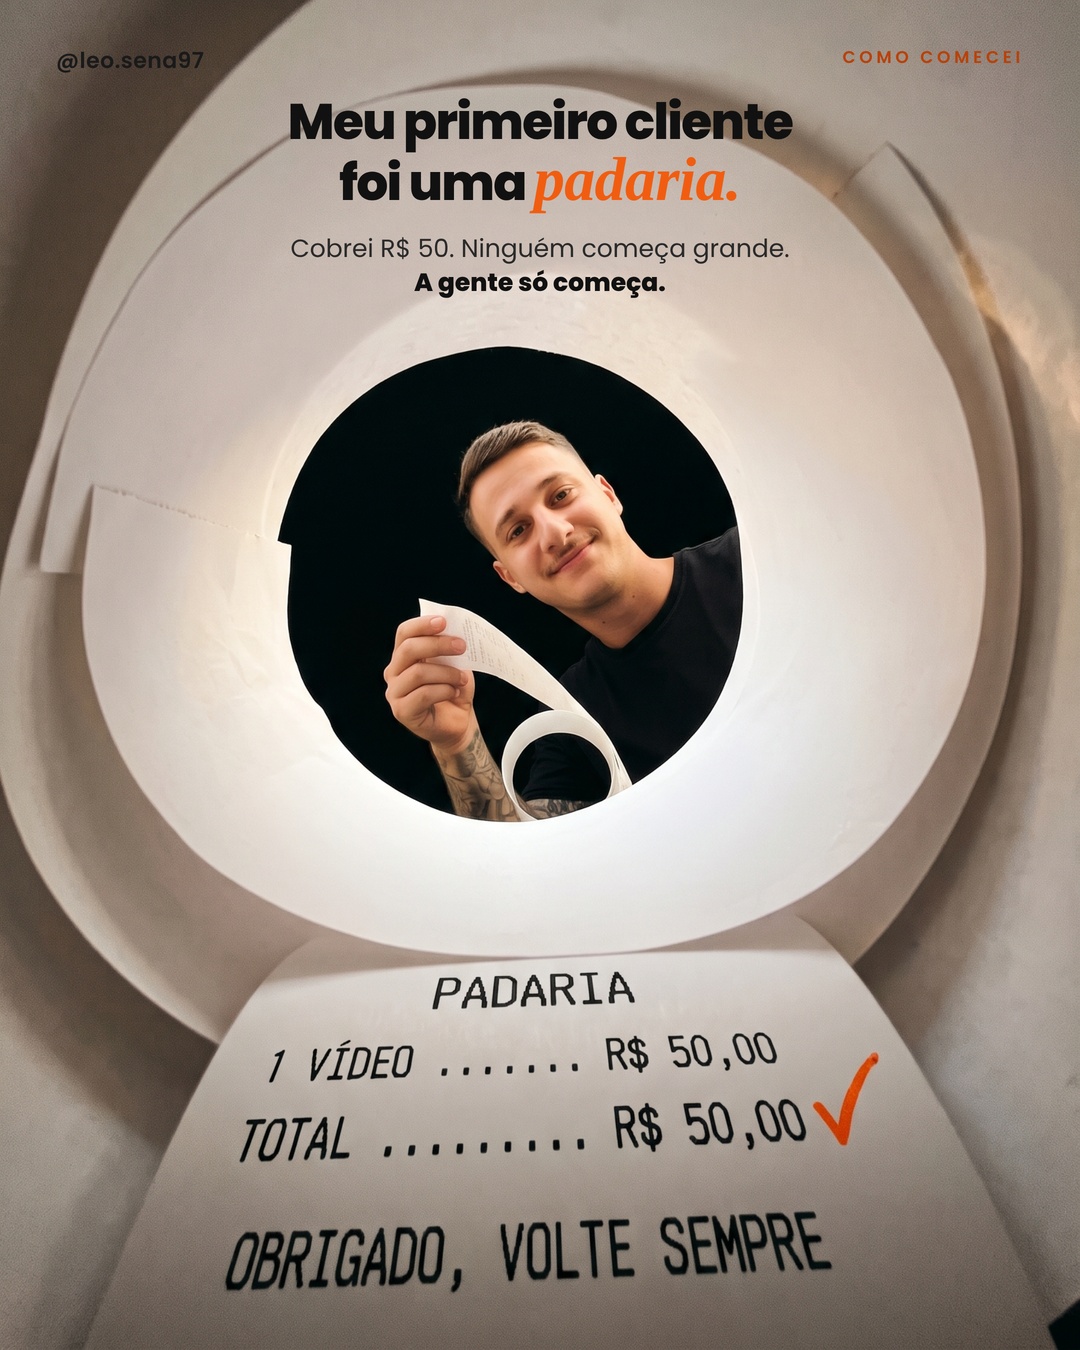 @leo.sena97
COMO COMECEI
Meu primeiro cliente
foi uma padaria.
Cobrei R$ 50. Ninguém começa grande.
A gente só começa.
PADARIA
1 VÍDEO ....... R$ 50,00
TOTAL ......... R$ 50,00
OBRIGADO, VOLTE SEMPRE